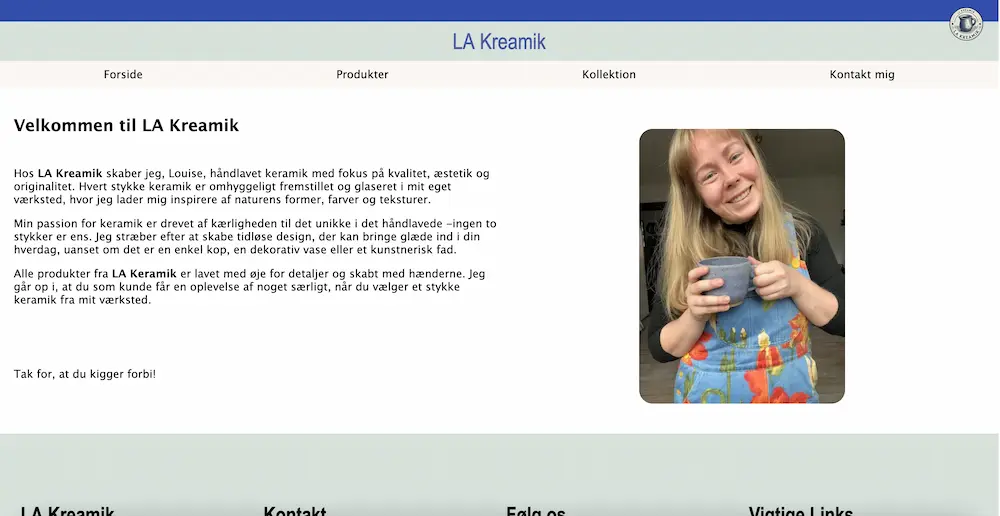 LA KREAMIK
LA Kreamik
Forside Produkter Kollektion Kontakt mig
Velkommen til LA Kreamik
Hos LA Kreamik skaber jeg, Louise, håndlavet keramik med fokus på kvalitet, æstetik og
originalitet. Hvert stykke keramik er omhyggeligt fremstillet og glaseret i mit eget
værksted, hvor jeg lader mig inspirere af naturens former, farver og teksturer.
Min passion for keramik er drevet af kærligheden til det unikke i det håndlavede -ingen to
stykker er ens. Jeg stræber efter at skabe tidløse design, der kan bringe glæde ind i din
hverdag, uanset om det er en enkel kop, en dekorativ vase eller et kunstnerisk fad.
Alle produkter fra LA Keramik er lavet med øje for detaljer og skabt med hænderne. Jeg
går op i, at du som kunde får en oplevelse af noget særligt, når du vælger et stykke
keramik fra mit værksted.
Tak for, at du kigger forbi!
LA Kreamik Kontakt Følg os Vigtige Links